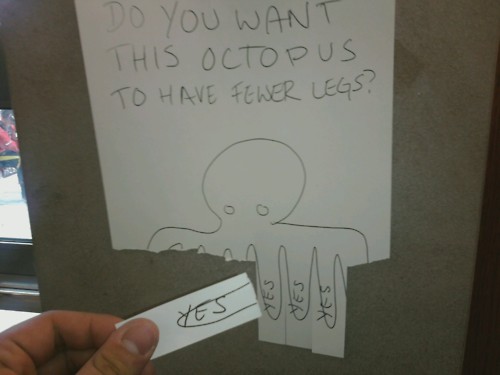 DO YOU WANT
THIS OCTOPUS
TO HAVE FEWER LEGS?
YES
YES
YES
YES